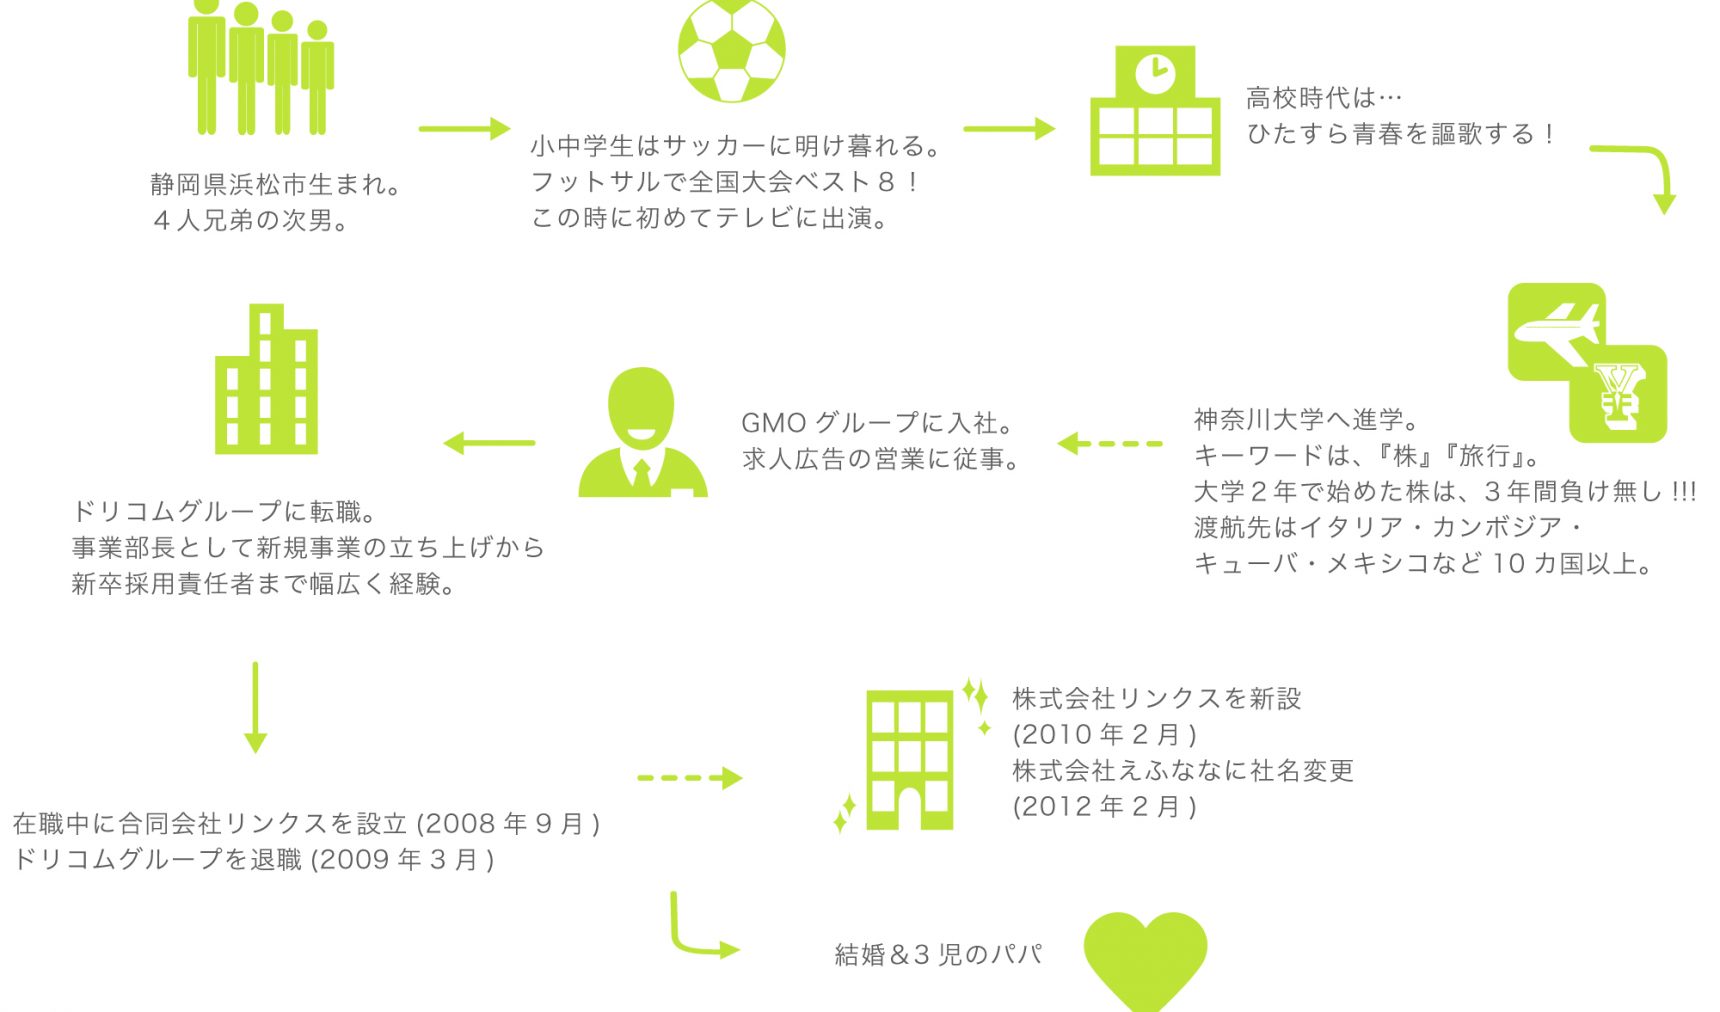 静岡県浜松市生まれ。
４人兄弟の次男。
小中学生はサッカーに明け暮れる。
フットサルで全国大会ベスト８！
この時に初めてテレビに出演。
高校時代は…
ひたすら青春を謳歌する！
神奈川大学へ進学。
キーワードは、『株』『旅行』。
大学２年で始めた株は、３年間負け無し!!!
渡航先はイタリア・カンボジア・
キューバ・メキシコなど 10 カ国以上。
GMO グループに入社。
求人広告の営業に従事。
ドリコムグループに転職。
事業部長として新規事業の立ち上げから
新卒採用責任者まで幅広く経験。
在職中に合同会社リンクスを設立 (2008 年 9 月 )
ドリコムグループを退職 (2009 年 3 月 )
株式会社リンクスを新設
(2010 年 2 月 )
株式会社えふななに社名変更
(2012 年 2 月 )
結婚＆3 児のパパ